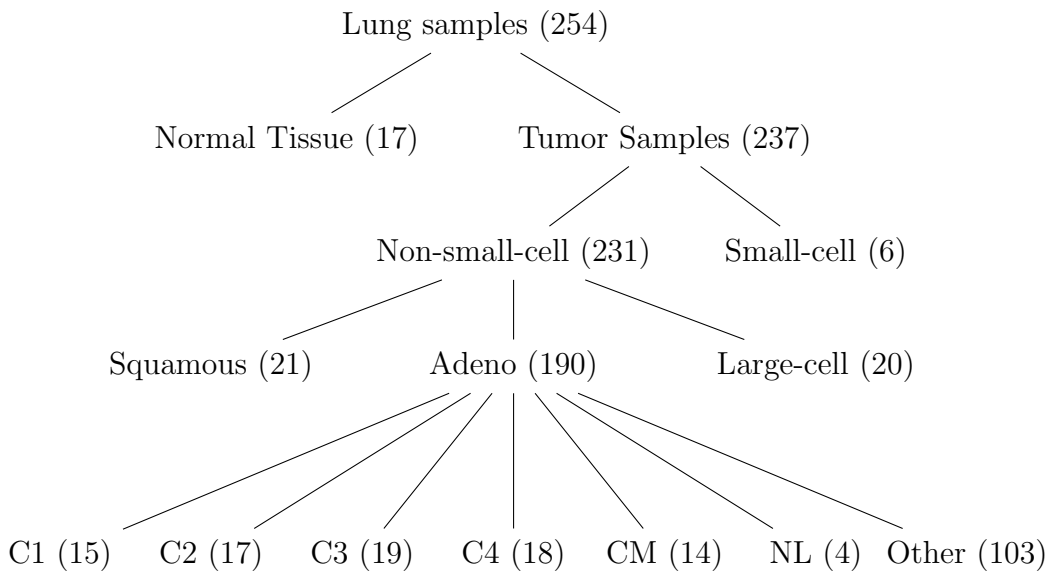 Lung samples (254)
Normal Tissue (17) Tumor Samples (237)
Non-small-cell (231) Small-cell (6)
Squamous (21) Adeno (190) Large-cell (20)
C1 (15) C2 (17) C3 (19) C4 (18) CM (14) NL (4) Other (103)